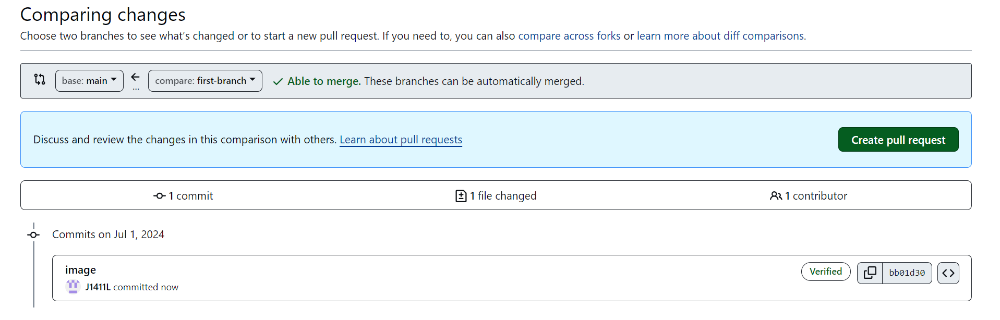 Comparing changes
Choose two branches to see what’s changed or to start a new pull request. If you need to, you can also compare across forks or learn more about diff comparisons.
base: main ← ... compare: first-branch Able to merge. These branches can be automatically merged.
Discuss and review the changes in this comparison with others. Learn about pull requests Create pull request
1 commit 1 file changed 1 contributor
Commits on Jul 1, 2024
image Verified bb01d30
J1411L committed now